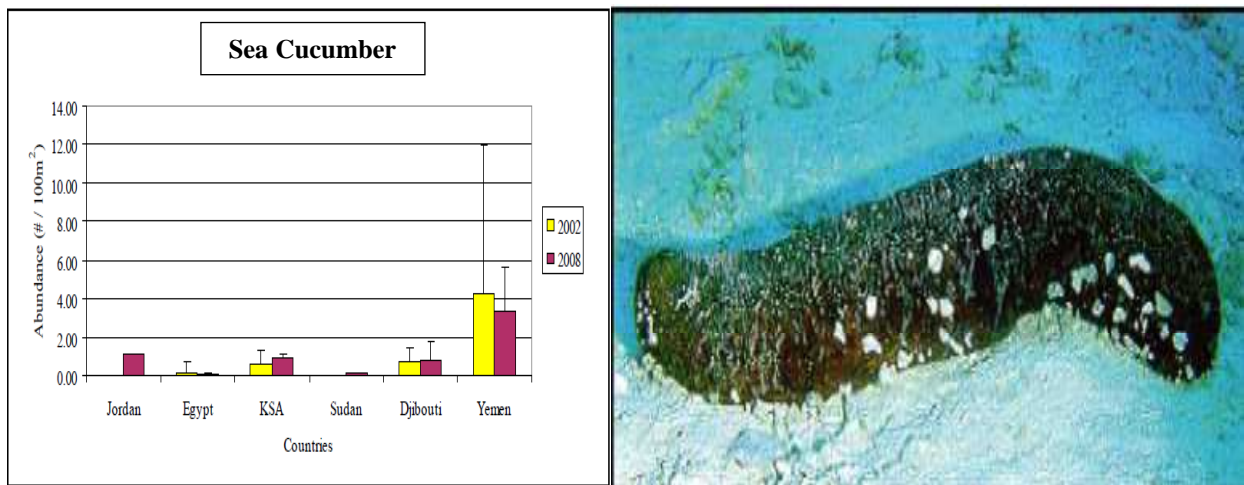 Sea Cucumber
Abundance (# / 100m²)
14.00
12.00
10.00
8.00
6.00
4.00
2.00
0.00
Jordan Egypt KSA Sudan Djibouti Yemen
Countries
2002
2008